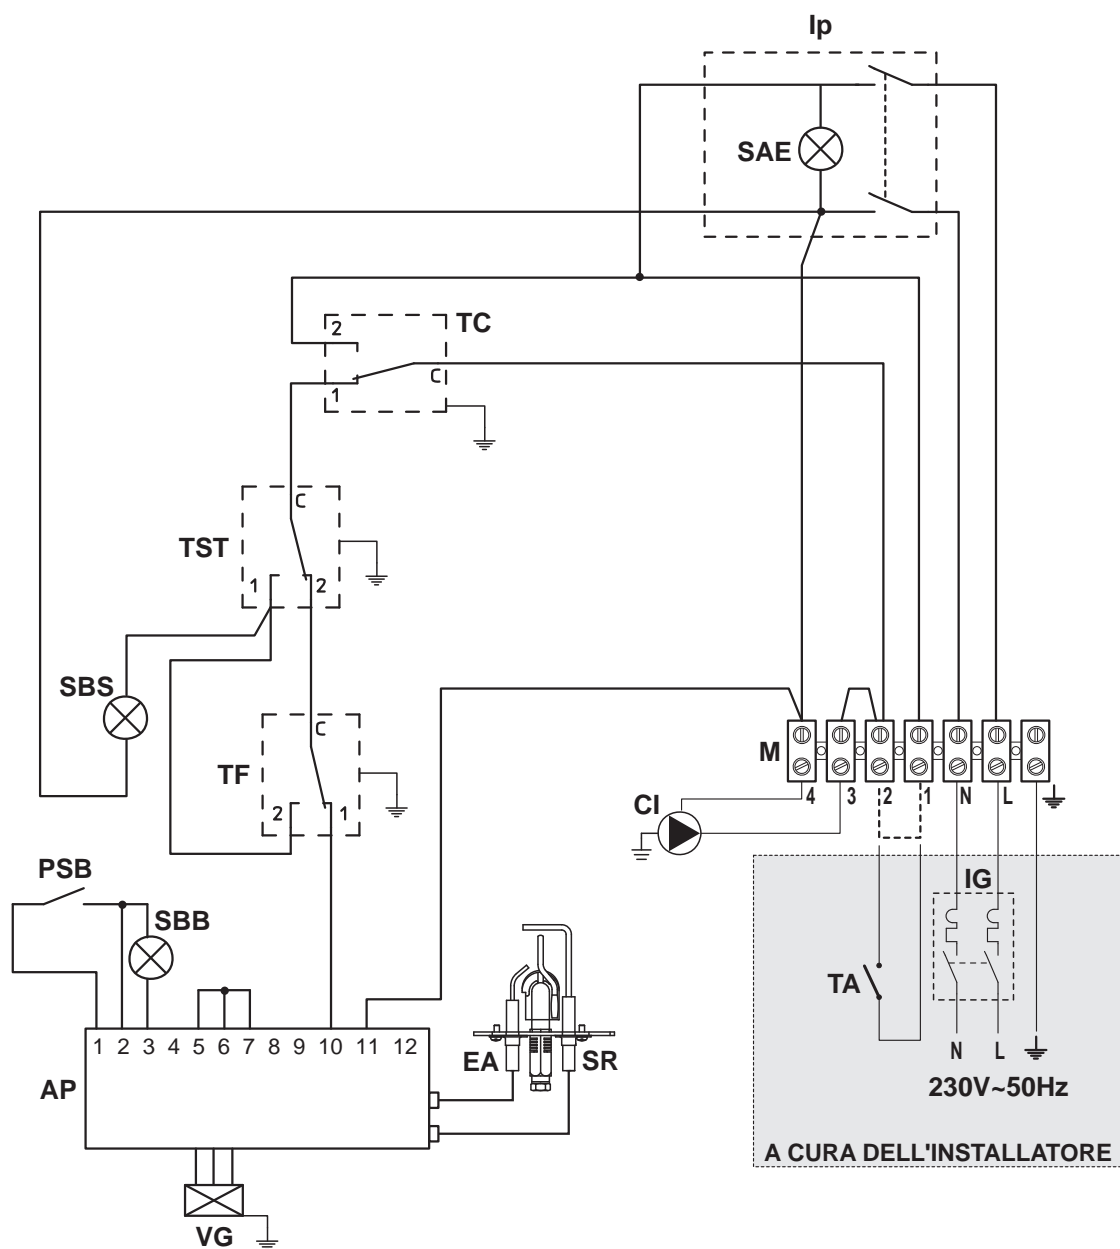 Ip
SAE
2
TC
C
1
C
TST
1
2
SBS
C
TF
2
1
M
4
3
2
1
N
L
CI
PSB
SBB
IG
TA
1 2 3 4 5 6 7 8 9 10 11 12
AP
EA
SR
N
L
230V~50Hz
A CURA DELL'INSTALLATORE
VG